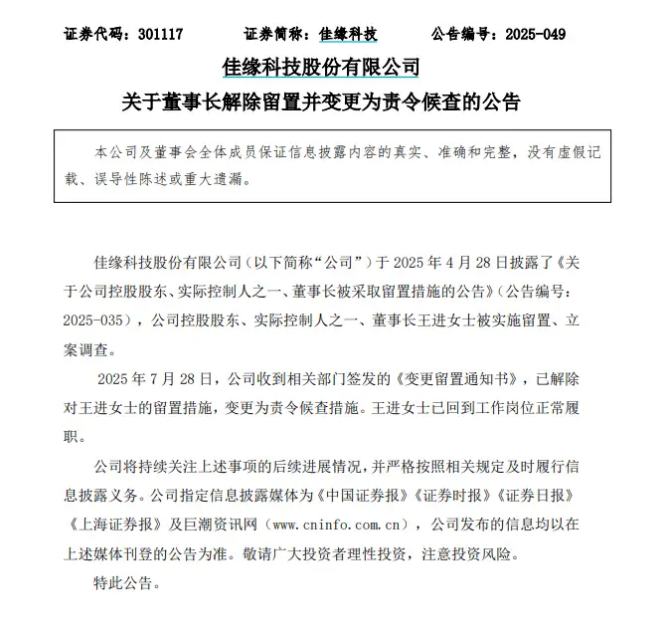 证券代码：301117 证券简称：佳缘科技 公告编号：2025-049
佳缘科技股份有限公司
关于董事长解除留置并变更为责令候查的公告
本公司及董事会全体成员保证信息披露内容的真实、准确和完整，没有虚假记
载、误导性陈述或重大遗漏。
佳缘科技股份有限公司（以下简称“公司”）于 2025 年 4 月 28 日披露了《关
于公司控股股东、实际控制人之一、董事长被采取留置措施的公告》（公告编号：
2025-035），公司控股股东、实际控制人之一、董事长王进女士被实施留置、立
案调查。
2025 年 7 月 28 日，公司收到相关部门签发的《变更留置通知书》，已解除
对王进女士的留置措施，变更为责令候查措施。王进女士已回到工作岗位正常履
职。
公司将持续关注上述事项的后续进展情况，并严格按照相关规定及时履行信
息披露义务。公司指定信息披露媒体为《中国证券报》《证券时报》《证券日报》
《上海证券报》及巨潮资讯网（www.cninfo.com.cn），公司发布的信息均以在
上述媒体刊登的公告为准。敬请广大投资者理性投资，注意投资风险。
特此公告。